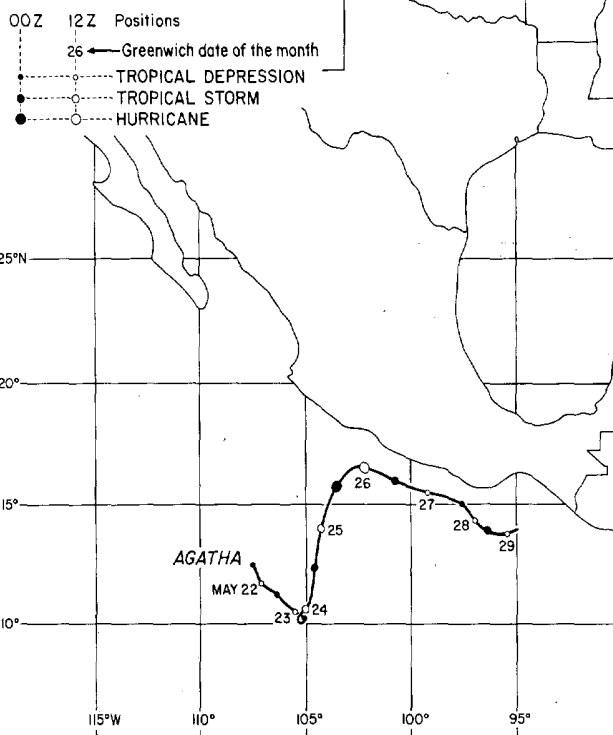 00Z 12Z Positions
26 Greenwich date of the month
TROPICAL DEPRESSION
TROPICAL STORM
HURRICANE
25°N
20°
15°
26
25
27
28
29
AGATHA
MAY 22
24
23
10°
115°W 110° 105° 100° 95°